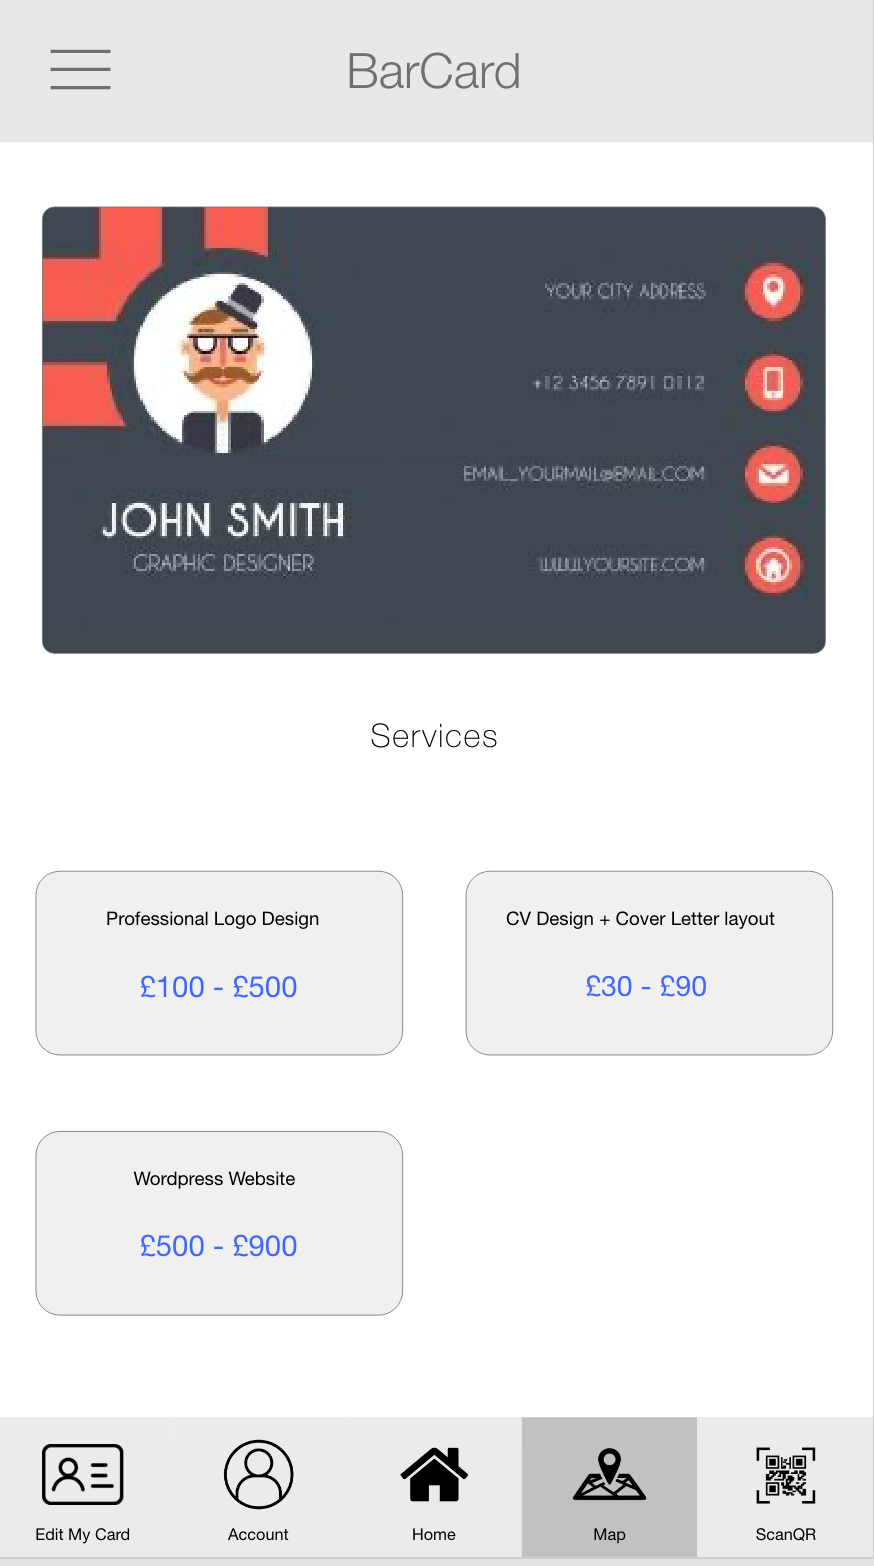 BarCard
YOUR CITY ADDRESS
+12 3456 7891 0112
EMAIL_YOURMAIL@EMAIL.COM
WWW.YOURSITE.COM
JOHN SMITH
GRAPHIC DESIGNER
Services
Professional Logo Design
£100 - £500
CV Design + Cover Letter layout
£30 - £90
Wordpress Website
£500 - £900
Edit My Card
Account
Home
Map
ScanQR